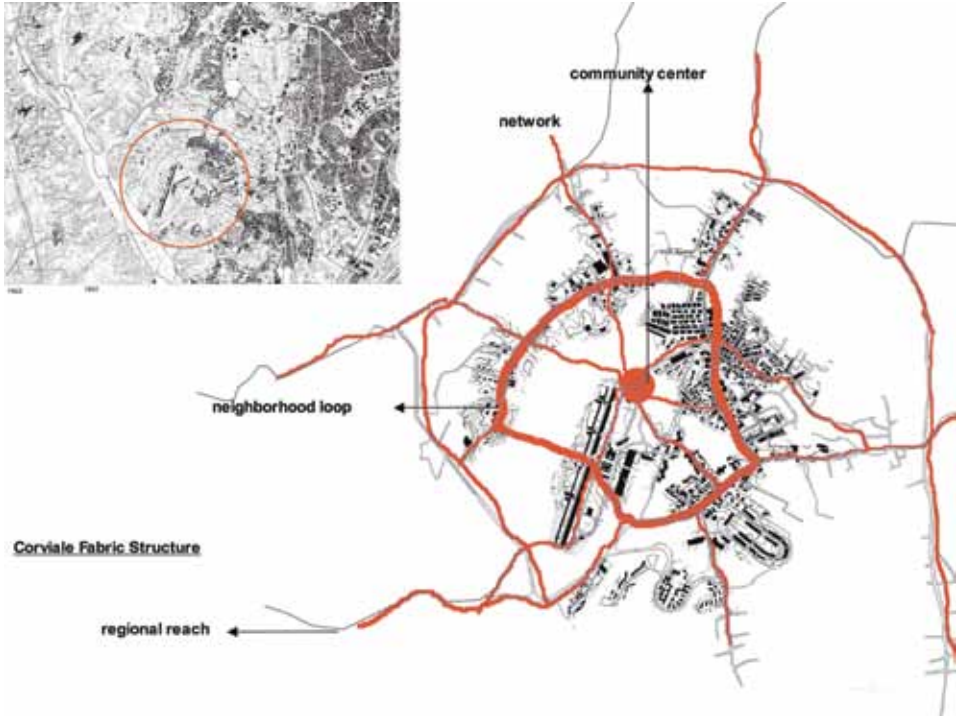 community center
network
neighborhood loop
Corviale Fabric Structure
regional reach